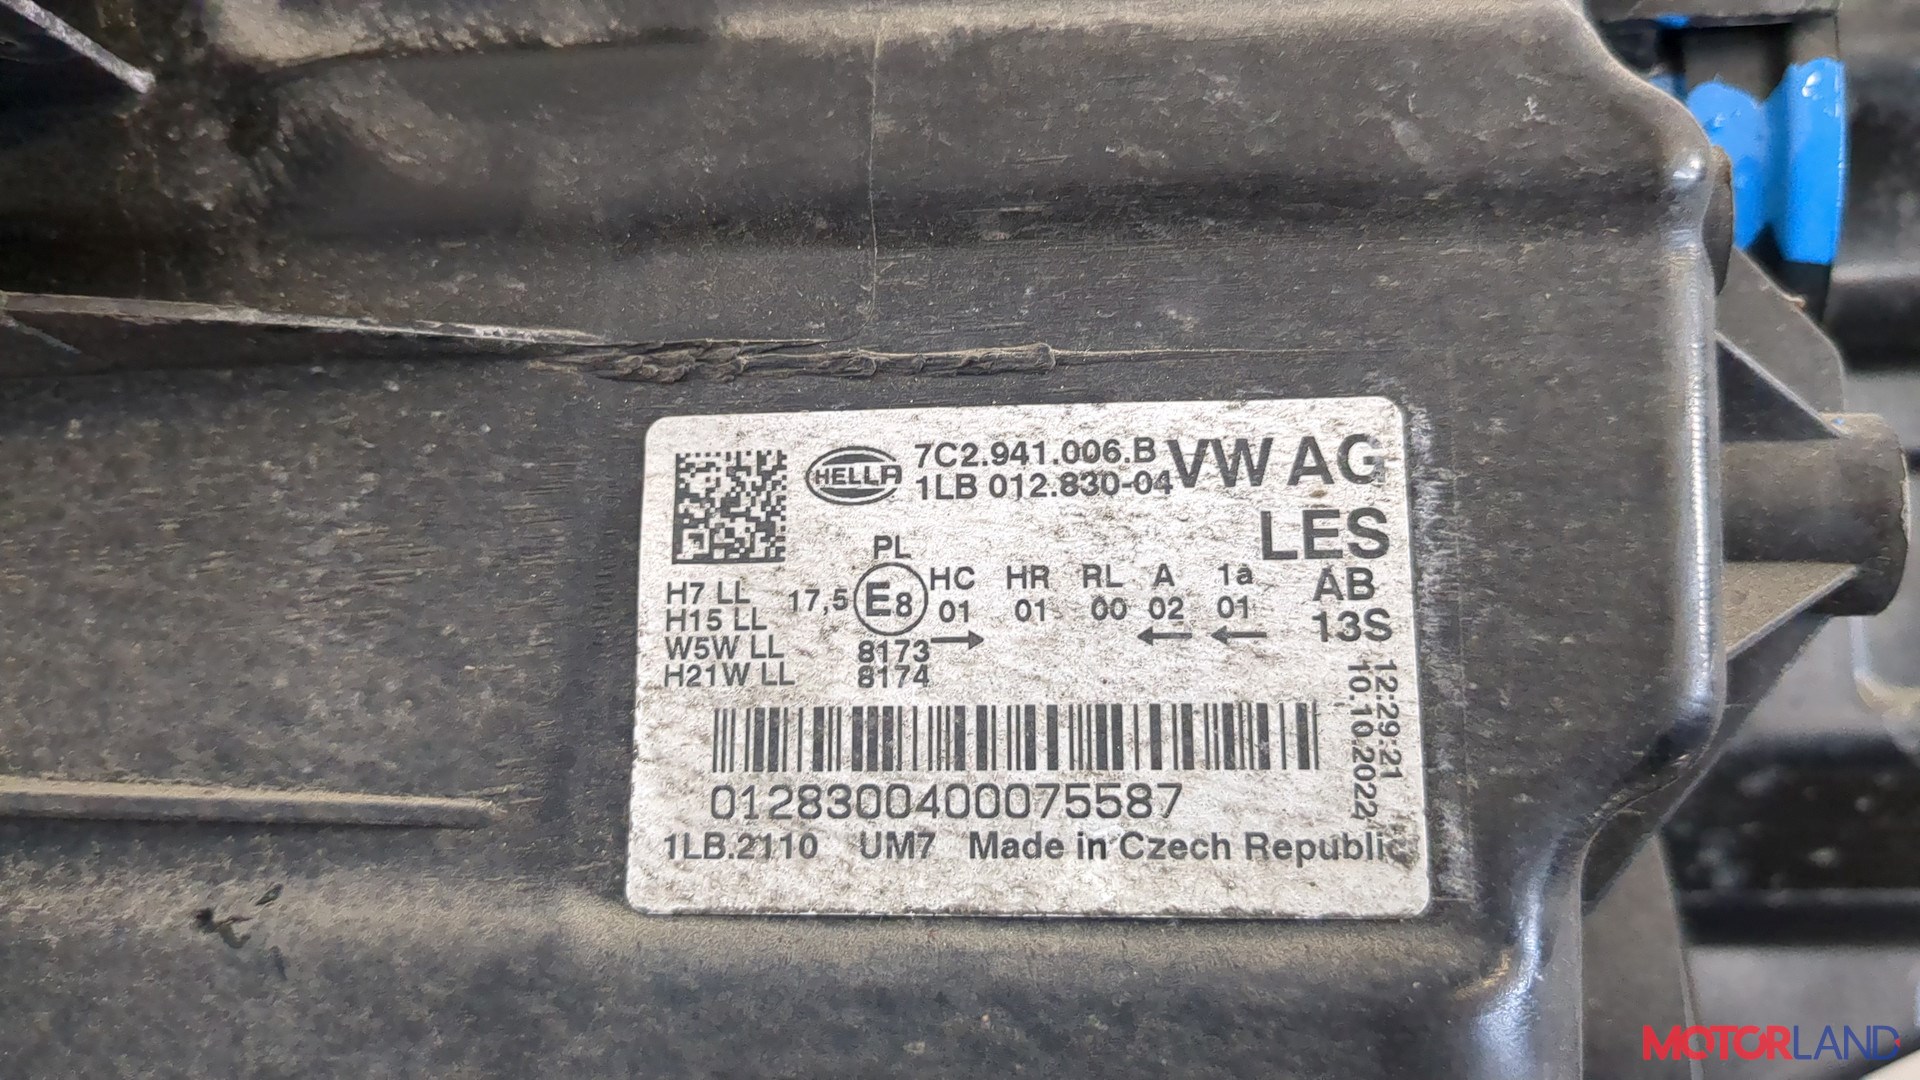 HELLA
7C2.941.006.B
1LB 012.830-04
VW AG
LES
PL
H7 LL 17,5 E8 HC HR RL A 1a AB
H15 LL 01 01 00 02 01 13S
W5W LL 8173
H21W LL 8174
12:29:21
10.10.2022
0128300400075587
1LB.2110 UM7 Made in Czech Republic
MOTORLAND